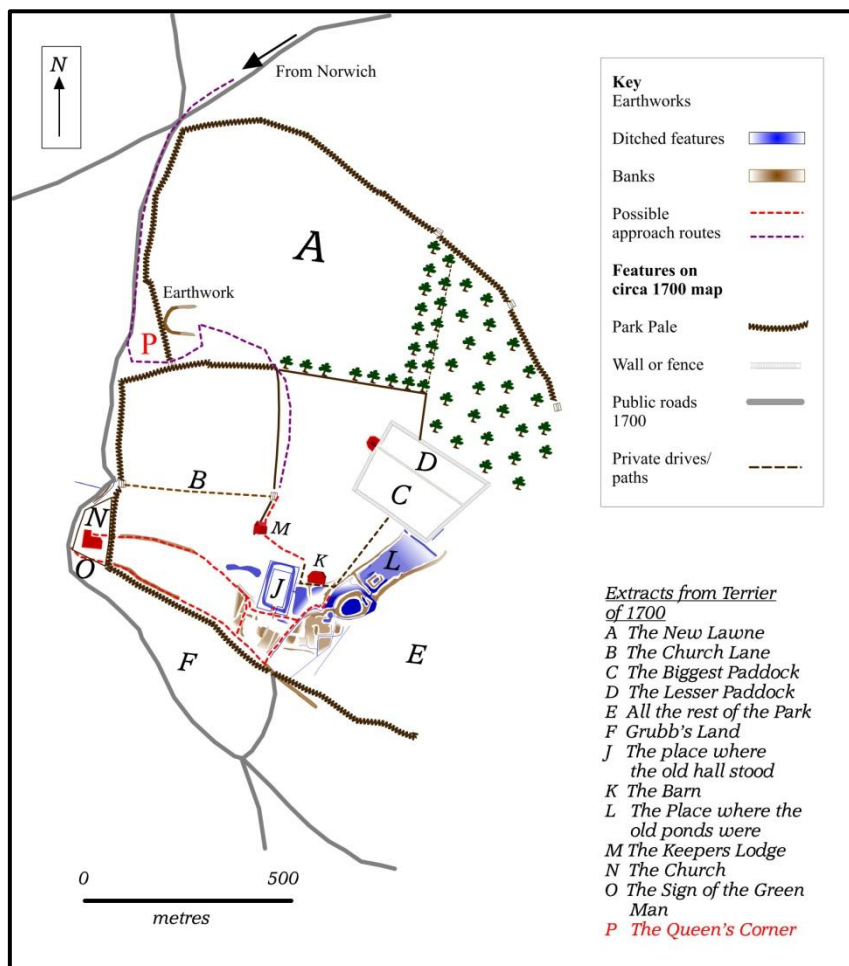 N
From Norwich
A
Earthwork
P
B
D
C
N
M
K
L
J
O
F
E
0 500
metres
Key
Earthworks
Ditched features
Banks
Possible
approach routes
Features on
circa 1700 map
Park Pale
Wall or fence
Public roads
1700
Private drives/
paths
Extracts from Terrier
of 1700
A The New Lawne
B The Church Lane
C The Biggest Paddock
D The Lesser Paddock
E All the rest of the Park
F Grubb's Land
J The place where
the old hall stood
K The Barn
L The Place where the
old ponds were
M The Keepers Lodge
N The Church
O The Sign of the Green
Man
P The Queen's Corner